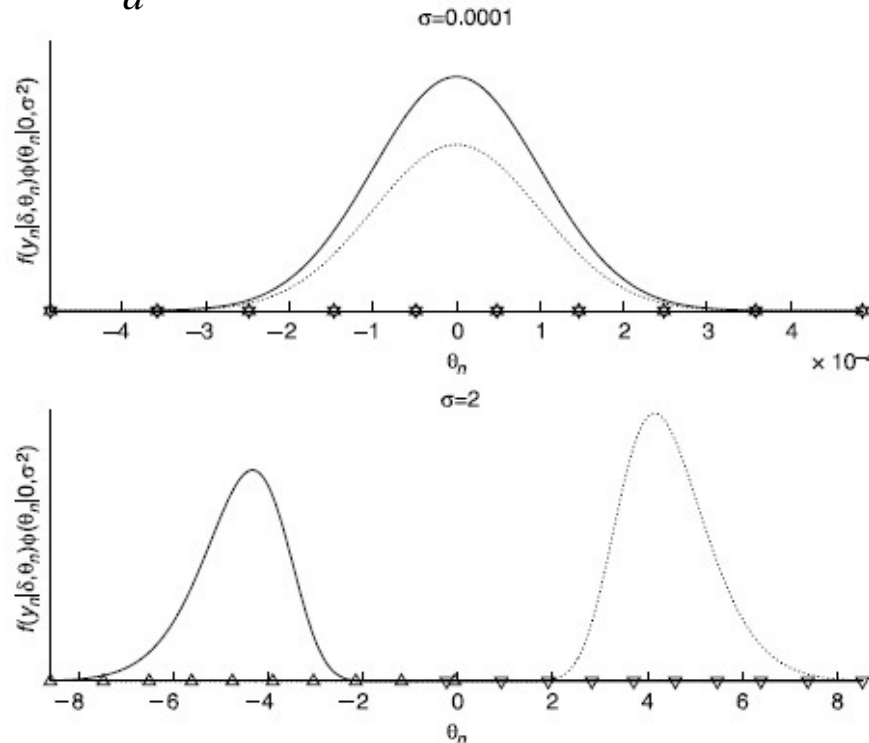 d
σ=0.0001
f(yₙ|δ,θₙ)ϕ(θₙ|0,σ²)
−4 −3 −2 −1 0 1 2 3 4
θₙ
× 10⁻
σ=2
f(yₙ|δ,θₙ)ϕ(θₙ|0,σ²)
−8 −6 −4 −2 0 2 4 6 8
θₙ